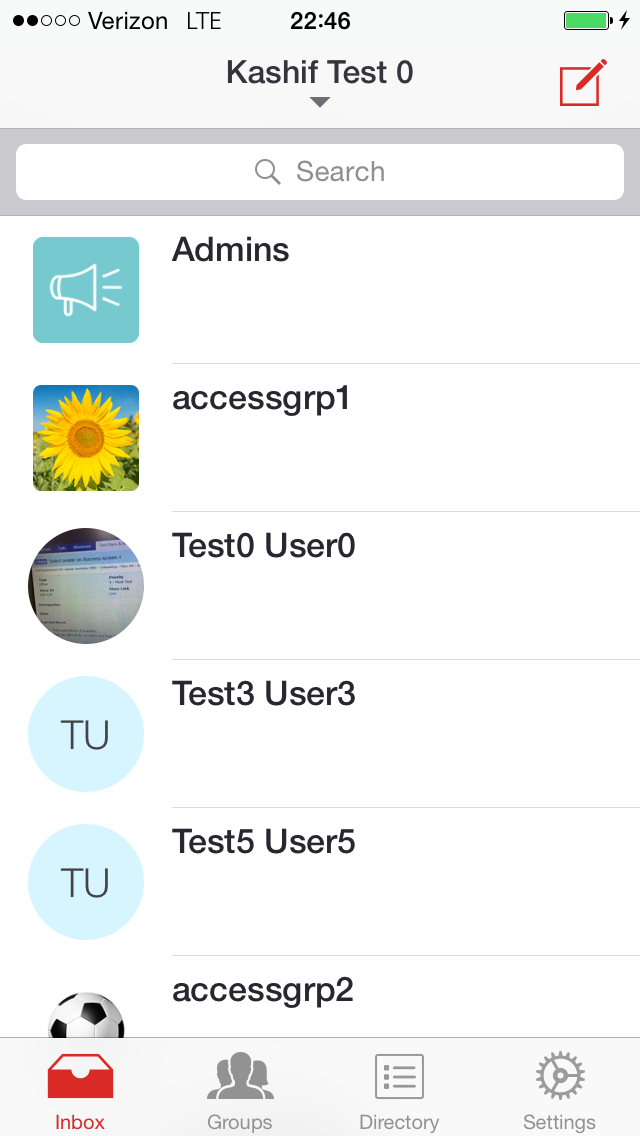 Verizon LTE 22:46
Kashif Test 0
Search
Admins
accessgrp1
Test0 User0
TU Test3 User3
TU Test5 User5
accessgrp2
Inbox Groups Directory Settings